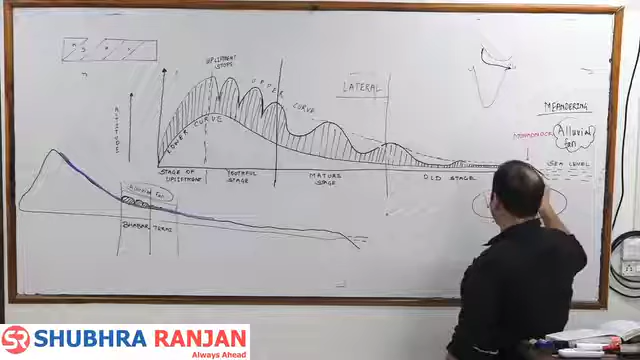 UPLIFTMENT
STOPS
UPPER
CURVE
LATERAL
MEANDERING
Alluvial
fan
MONADNOCK
SEA LEVEL
ALTITUDE
LOWER CURVE
STAGE OF
UPLIFTMENT
YOUTHFUL
STAGE
MATURE
STAGE
OLD STAGE
Alluvial fan
BHABAR
TERAI
SR SHUBHRA RANJAN
Always Ahead